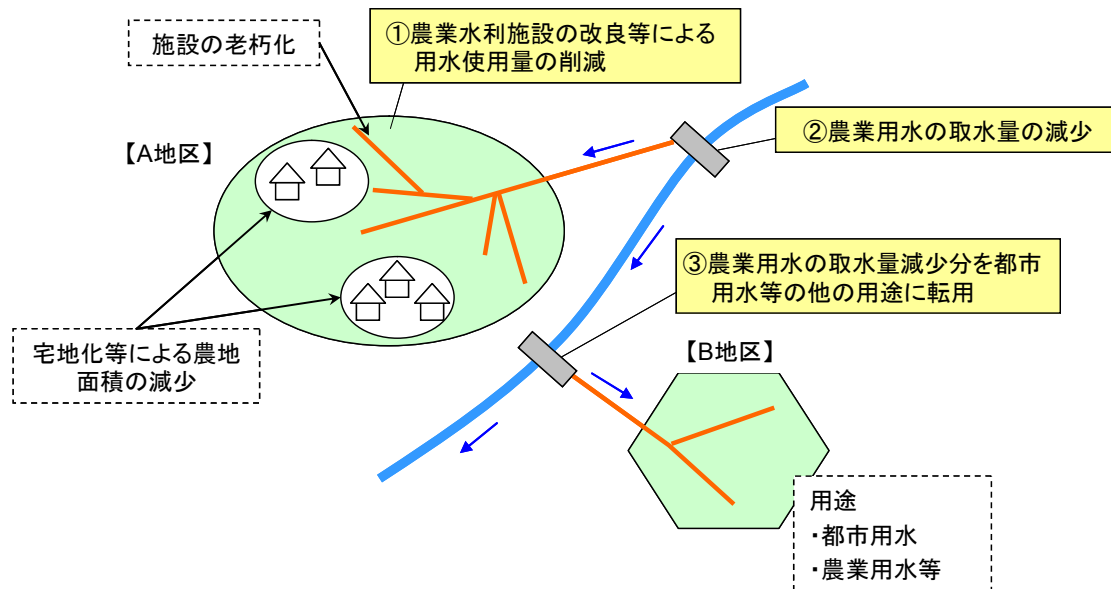 施設の老朽化
①農業水利施設の改良等による
用水使用量の削減
②農業用水の取水量の減少
【A地区】
③農業用水の取水量減少分を都市
用水等の他の用途に転用
宅地化等による農地
面積の減少
【B地区】
用途
・都市用水
・農業用水等